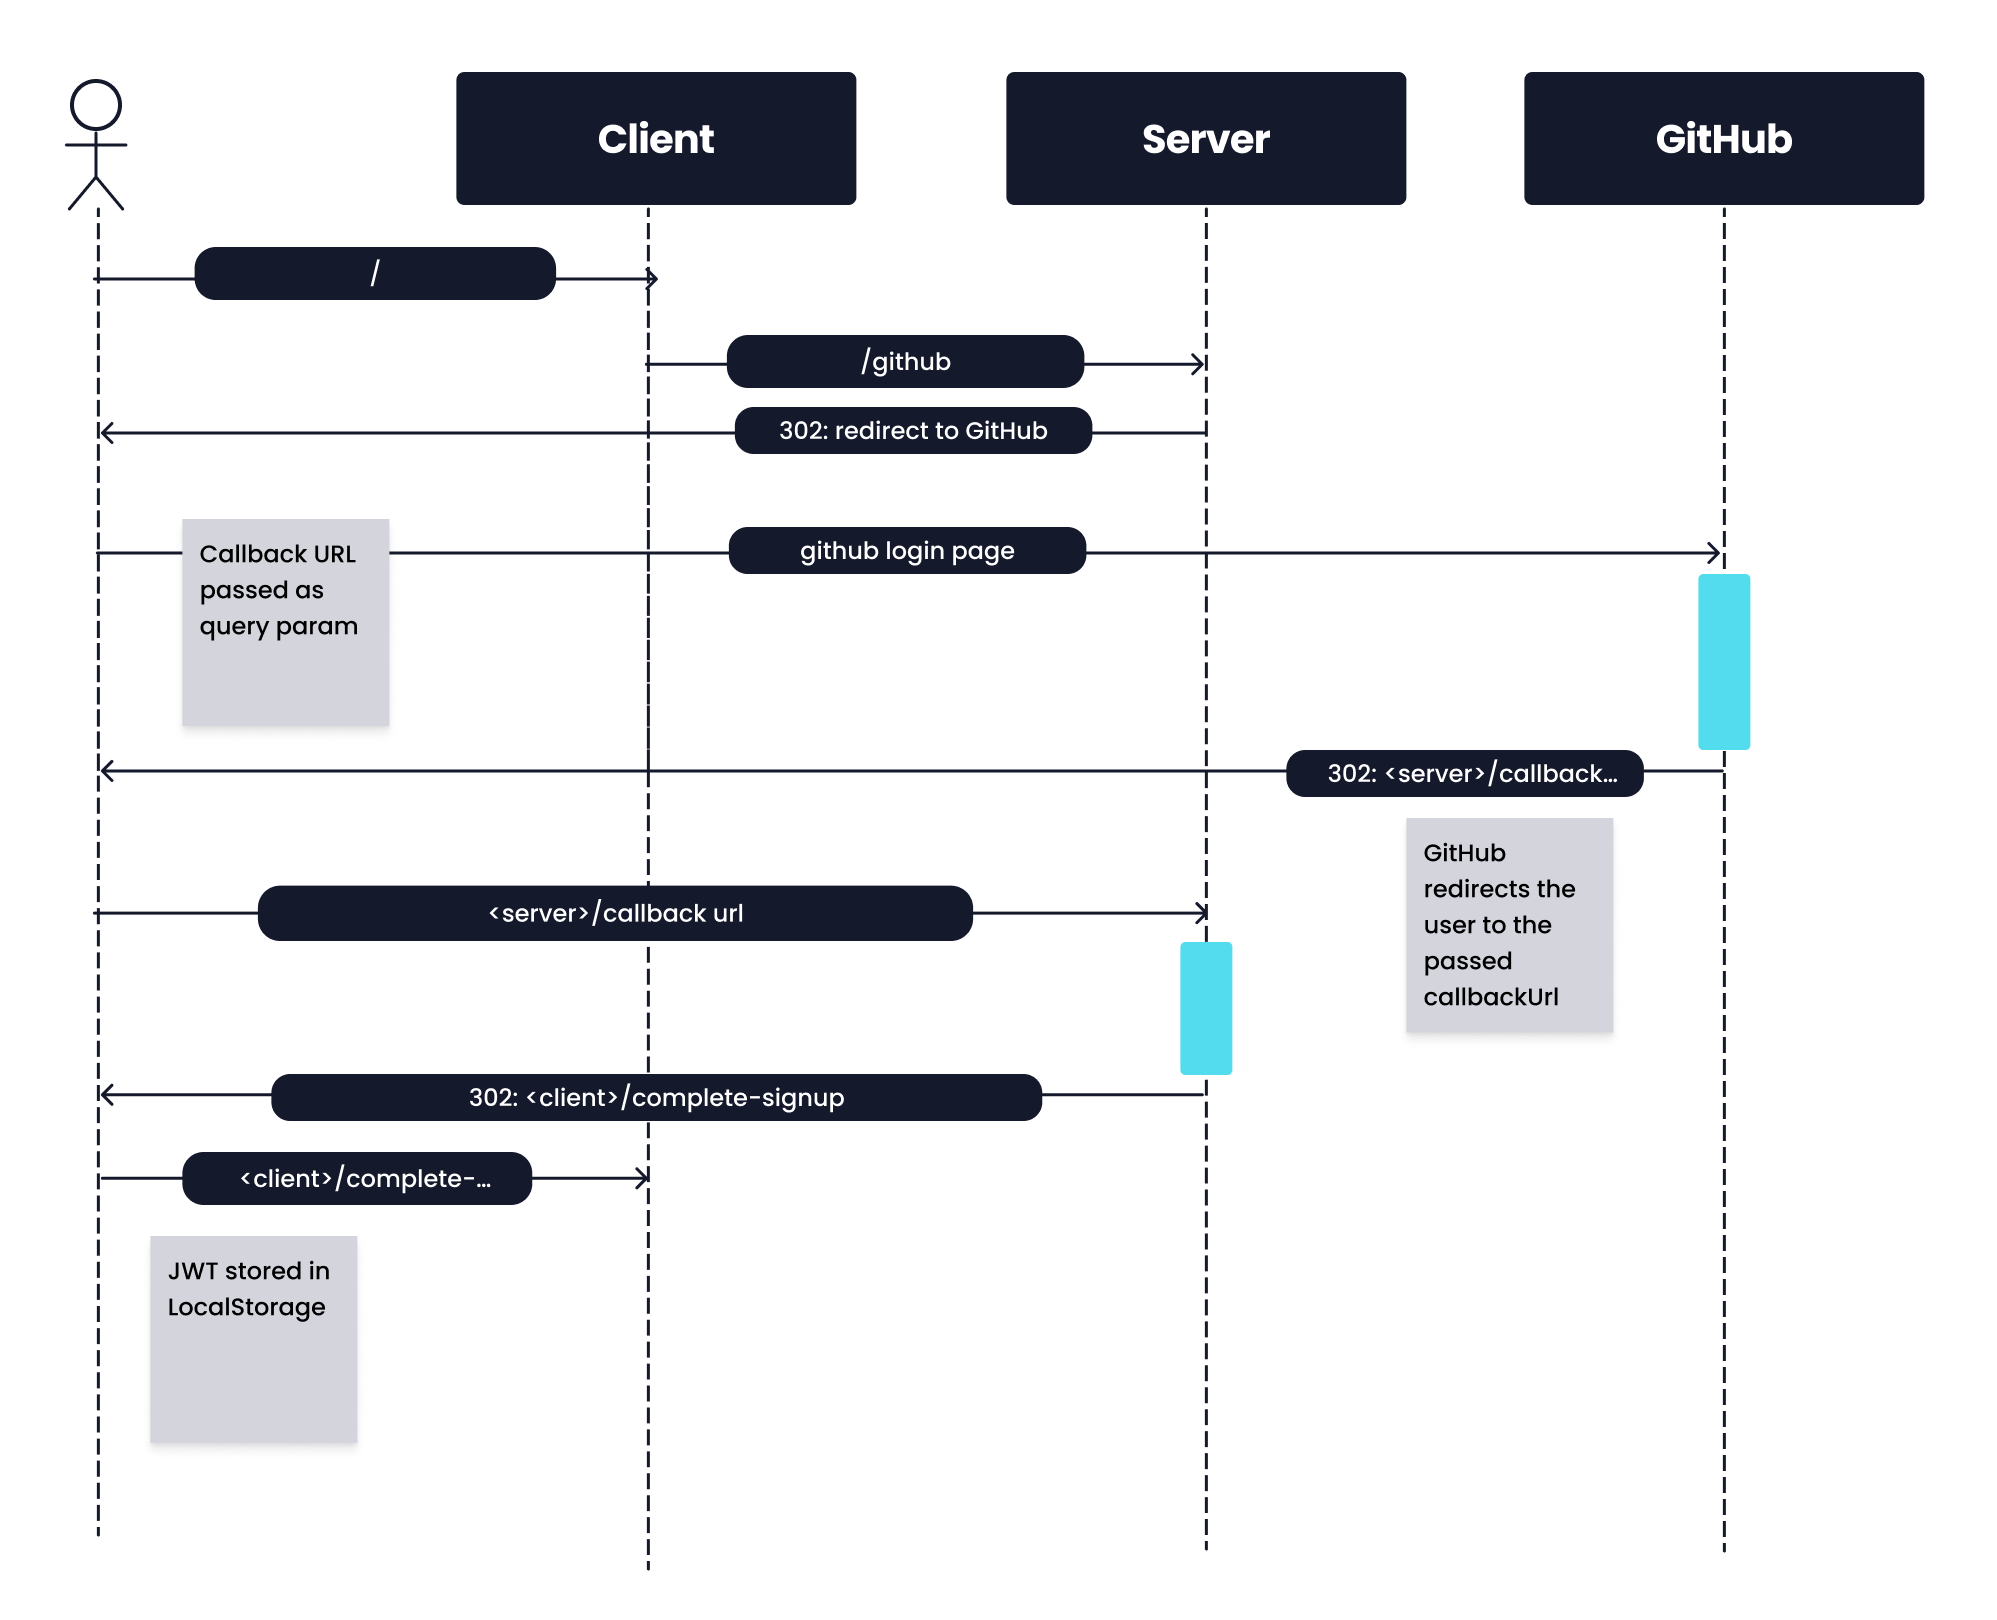 Client
Server
GitHub
/
/github
302: redirect to GitHub
github login page
Callback URL
passed as
query param
302: <server>/callback...
GitHub
redirects the
user to the
passed
callbackUrl
<server>/callback url
302: <client>/complete-signup
<client>/complete-...
JWT stored in
LocalStorage